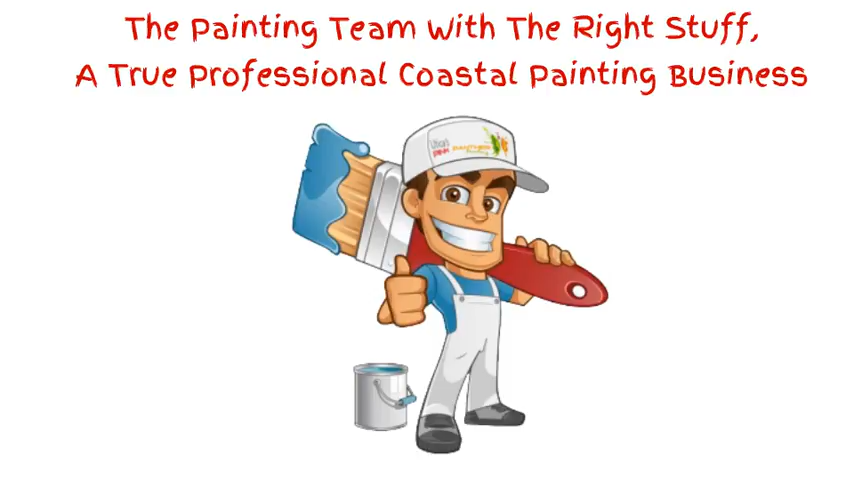 The Painting Team With The Right Stuff,
A True Professional Coastal Painting Business